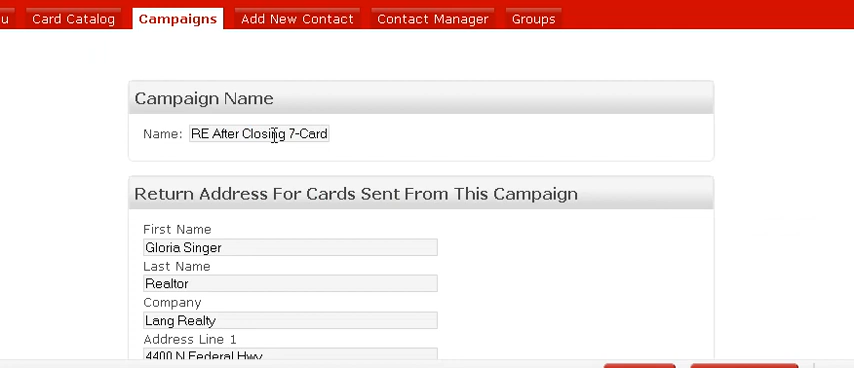 u Card Catalog Campaigns Add New Contact Contact Manager Groups
Campaign Name
Name: RE After Closing 7-Card
Return Address For Cards Sent From This Campaign
First Name
Gloria Singer
Last Name
Realtor
Company
Lang Realty
Address Line 1
4400 N Federal Hwy